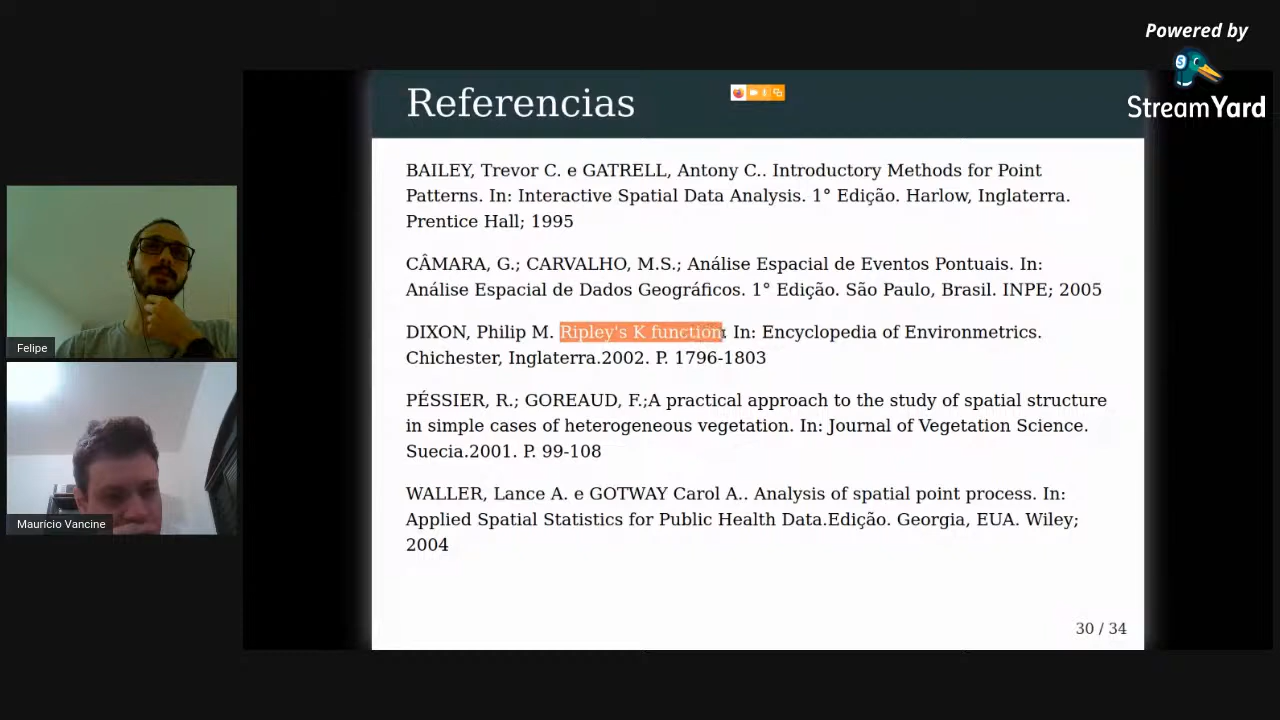 Powered by
StreamYard
Referencias
BAILEY, Trevor C. e GATRELL, Antony C.. Introductory Methods for Point
Patterns. In: Interactive Spatial Data Analysis. 1° Edição. Harlow, Inglaterra.
Prentice Hall; 1995
CÂMARA, G.; CARVALHO, M.S.; Análise Espacial de Eventos Pontuais. In:
Análise Espacial de Dados Geográficos. 1° Edição. São Paulo, Brasil. INPE; 2005
DIXON, Philip M. Ripley's K function. In: Encyclopedia of Environmetrics.
Chichester, Inglaterra.2002. P. 1796-1803
PÉSSIER, R.; GOREAUD, F.;A practical approach to the study of spatial structure
in simple cases of heterogeneous vegetation. In: Journal of Vegetation Science.
Suecia.2001. P. 99-108
WALLER, Lance A. e GOTWAY Carol A.. Analysis of spatial point process. In:
Applied Spatial Statistics for Public Health Data.Edição. Georgia, EUA. Wiley;
2004
30 / 34
Felipe
Maurício Vancine